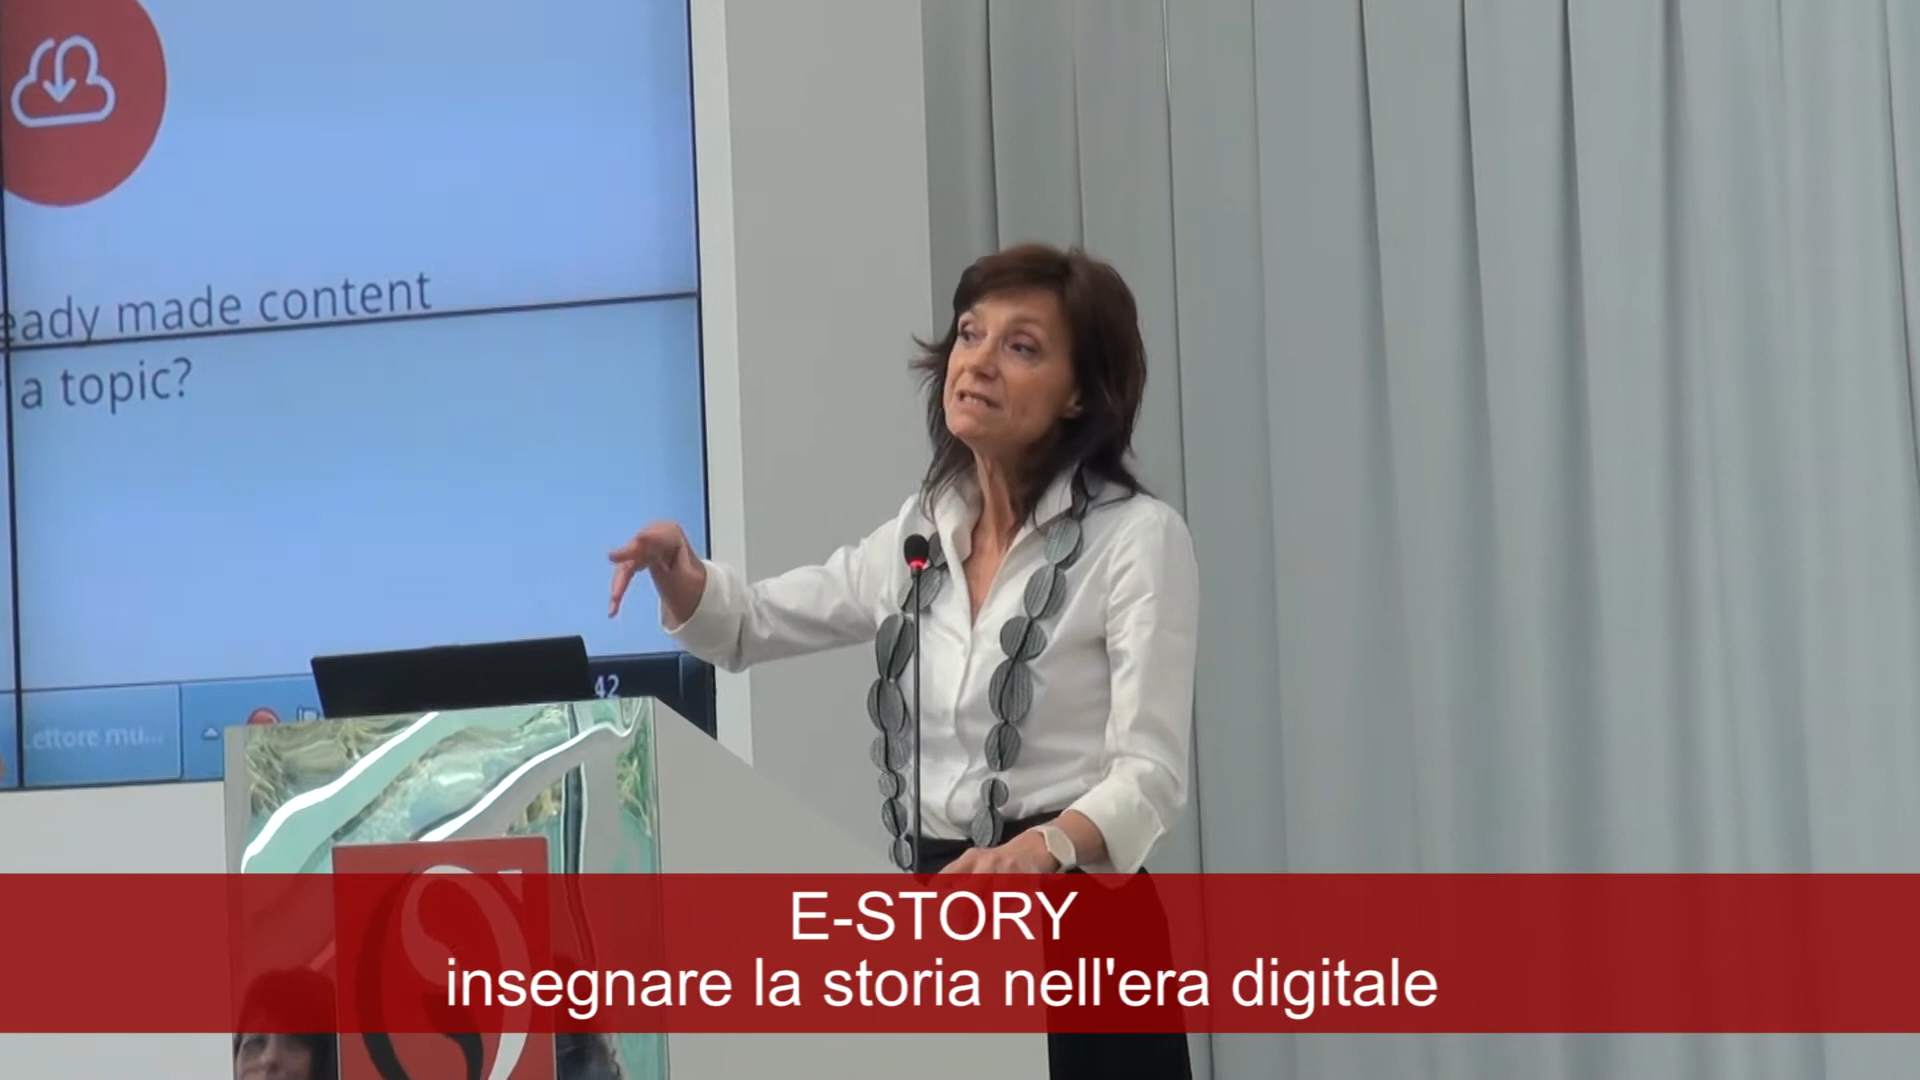 eady made content
a topic?
42
ettore mu...
E-STORY
insegnare la storia nell'era digitale